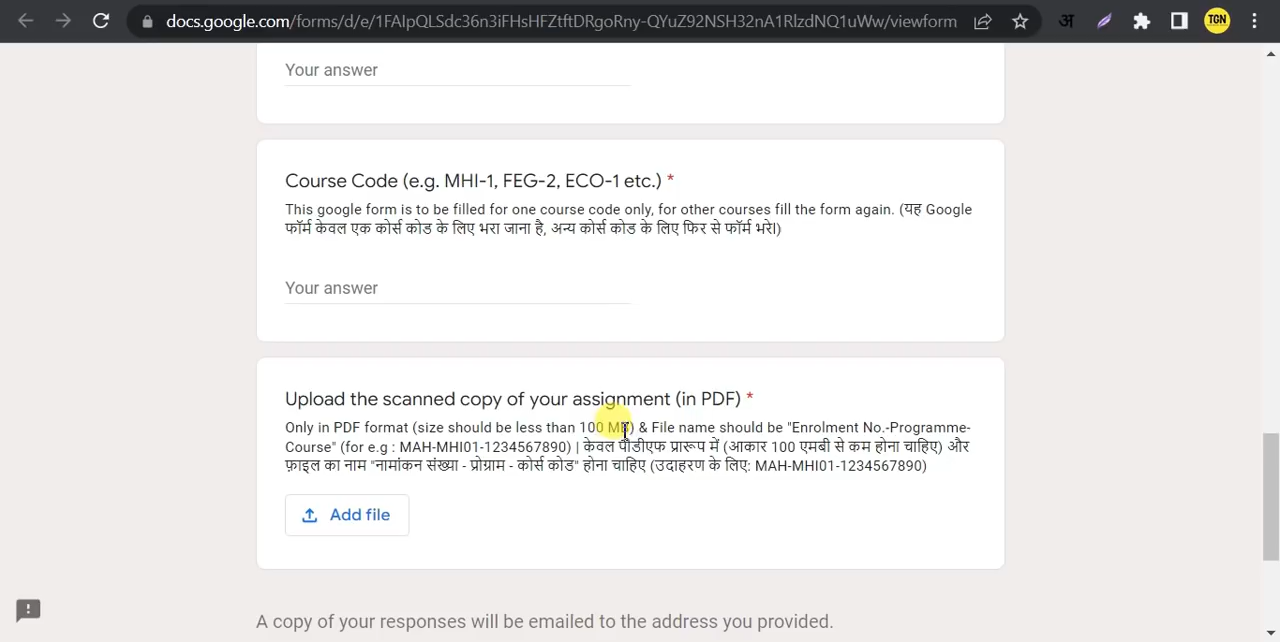 docs.google.com/forms/d/e/1FAIpQLSdc36n3iFHsHFZtftDRgoRny-QYuZ92NSH32nA1RlzdNQ1uWw/viewform
अ
TGN
Your answer
Course Code (e.g. MHI-1, FEG-2, ECO-1 etc.) *
This google form is to be filled for one course code only, for other courses fill the form again. (यह Google
फॉर्म केवल एक कोर्स कोड के लिए भरा जाना है, अन्य कोर्स कोड के लिए फिर से फॉर्म भरे।)
Your answer
Upload the scanned copy of your assignment (in PDF) *
Only in PDF format (size should be less than 100 MB) & File name should be "Enrolment No.-Programme-
Course" (for e.g : MAH-MHI01-1234567890) | केवल पीडीएफ प्रारूप में (आकार 100 एमबी से कम होना चाहिए) और
फ़ाइल का नाम "नामांकन संख्या - प्रोग्राम - कोर्स कोड" होना चाहिए (उदाहरण के लिए: MAH-MHI01-1234567890)
Add file
A copy of your responses will be emailed to the address you provided.